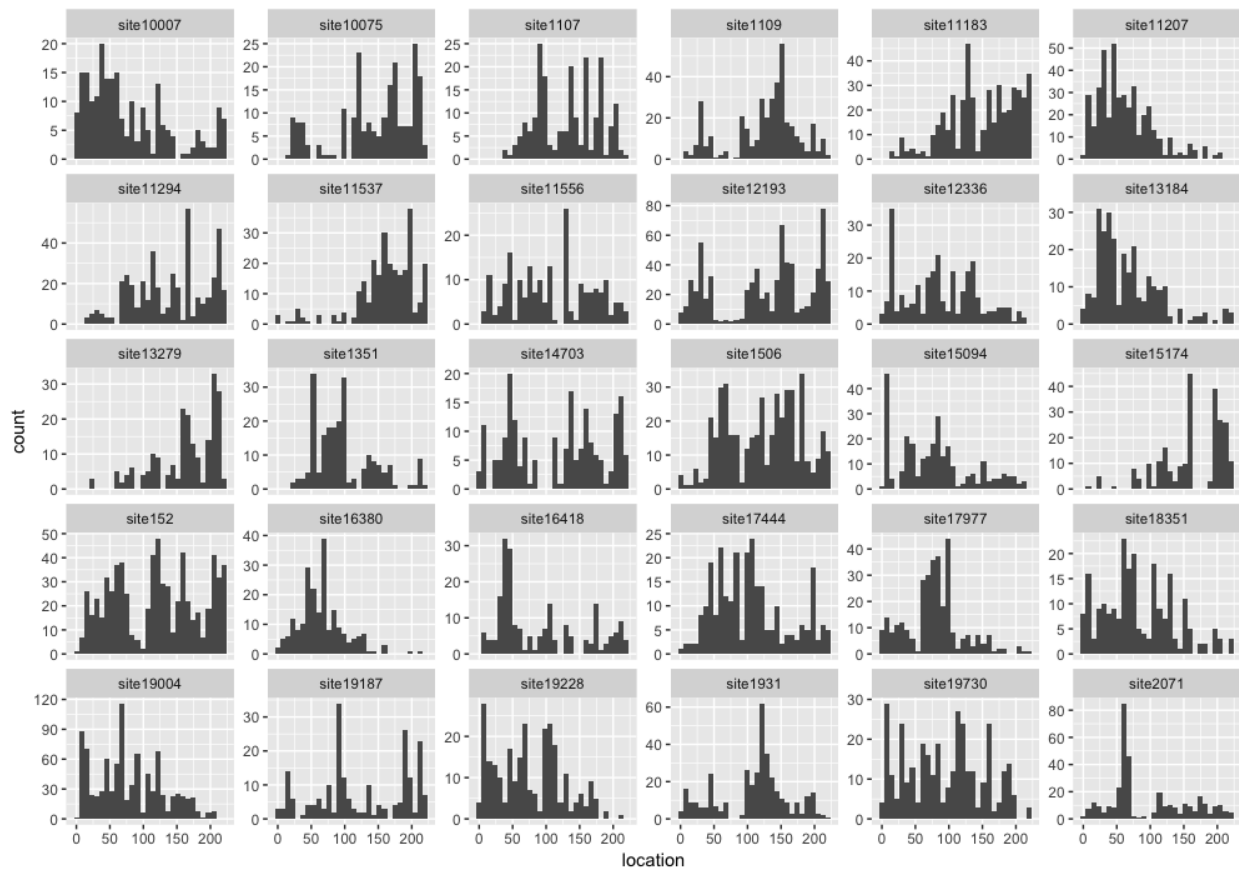 site10007 site10075 site1107 site1109 site11183 site11207
20 25 25 50
15 20 20 40 40 40
10 15 15 30 30
10 10 20 20 20
5 5 5 10 10
0 0 0 0 0 0
site11294 site11537 site11556 site12193 site12336 site13184
80 30
40 30 20 60 30
20 40 20 20
20 10 10 20 10 10
0 0 0 0 0 0
site13279 site1351 site14703 site1506 site15094 site15174
30 30 20 30 40 40
20 20 15 20 30 30
10 20 20
10 10 5 10 10 10
0 0 0 0 0 0
site152 site16380 site16418 site17444 site17977 site18351
50 40 25
40 30 30 20 40 20
30 20 20 15 30 15
20 10 20 10
10 10 10 5 10 5
0 0 0 0 0 0
site19004 site19187 site19228 site1931 site19730 site2071
120 30 30 80
90 30 60 60
60 20 20 40 20 40
30 10 10 20 10 20
0 0 0 0 0 0
0 50 100 150 200 0 50 100 150 200 0 50 100 150 200 0 50 100 150 200 0 50 100 150 200 0 50 100 150 200
count
location